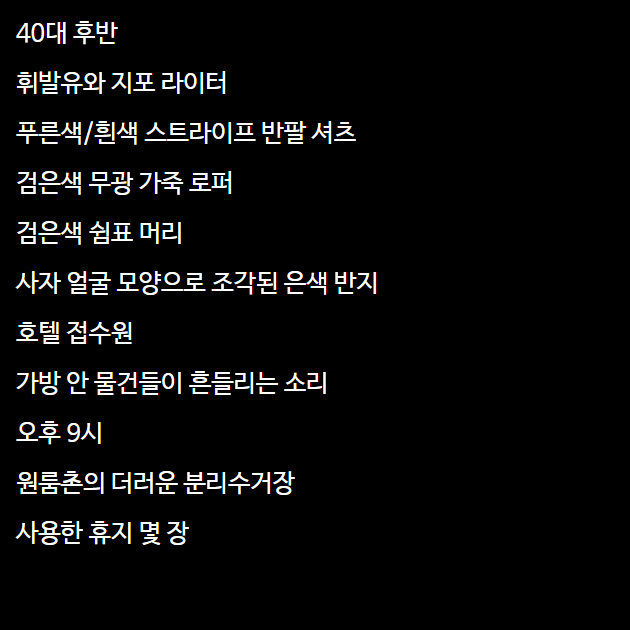 40대 후반
휘발유와 지포 라이터
푸른색/흰색 스트라이프 반팔 셔츠
검은색 무광 가죽 로퍼
검은색 쉼표 머리
사자 얼굴 모양으로 조각된 은색 반지
호텔 접수원
가방 안 물건들이 흔들리는 소리
오후 9시
원룸촌의 더러운 분리수거장
사용한 휴지 몇 장